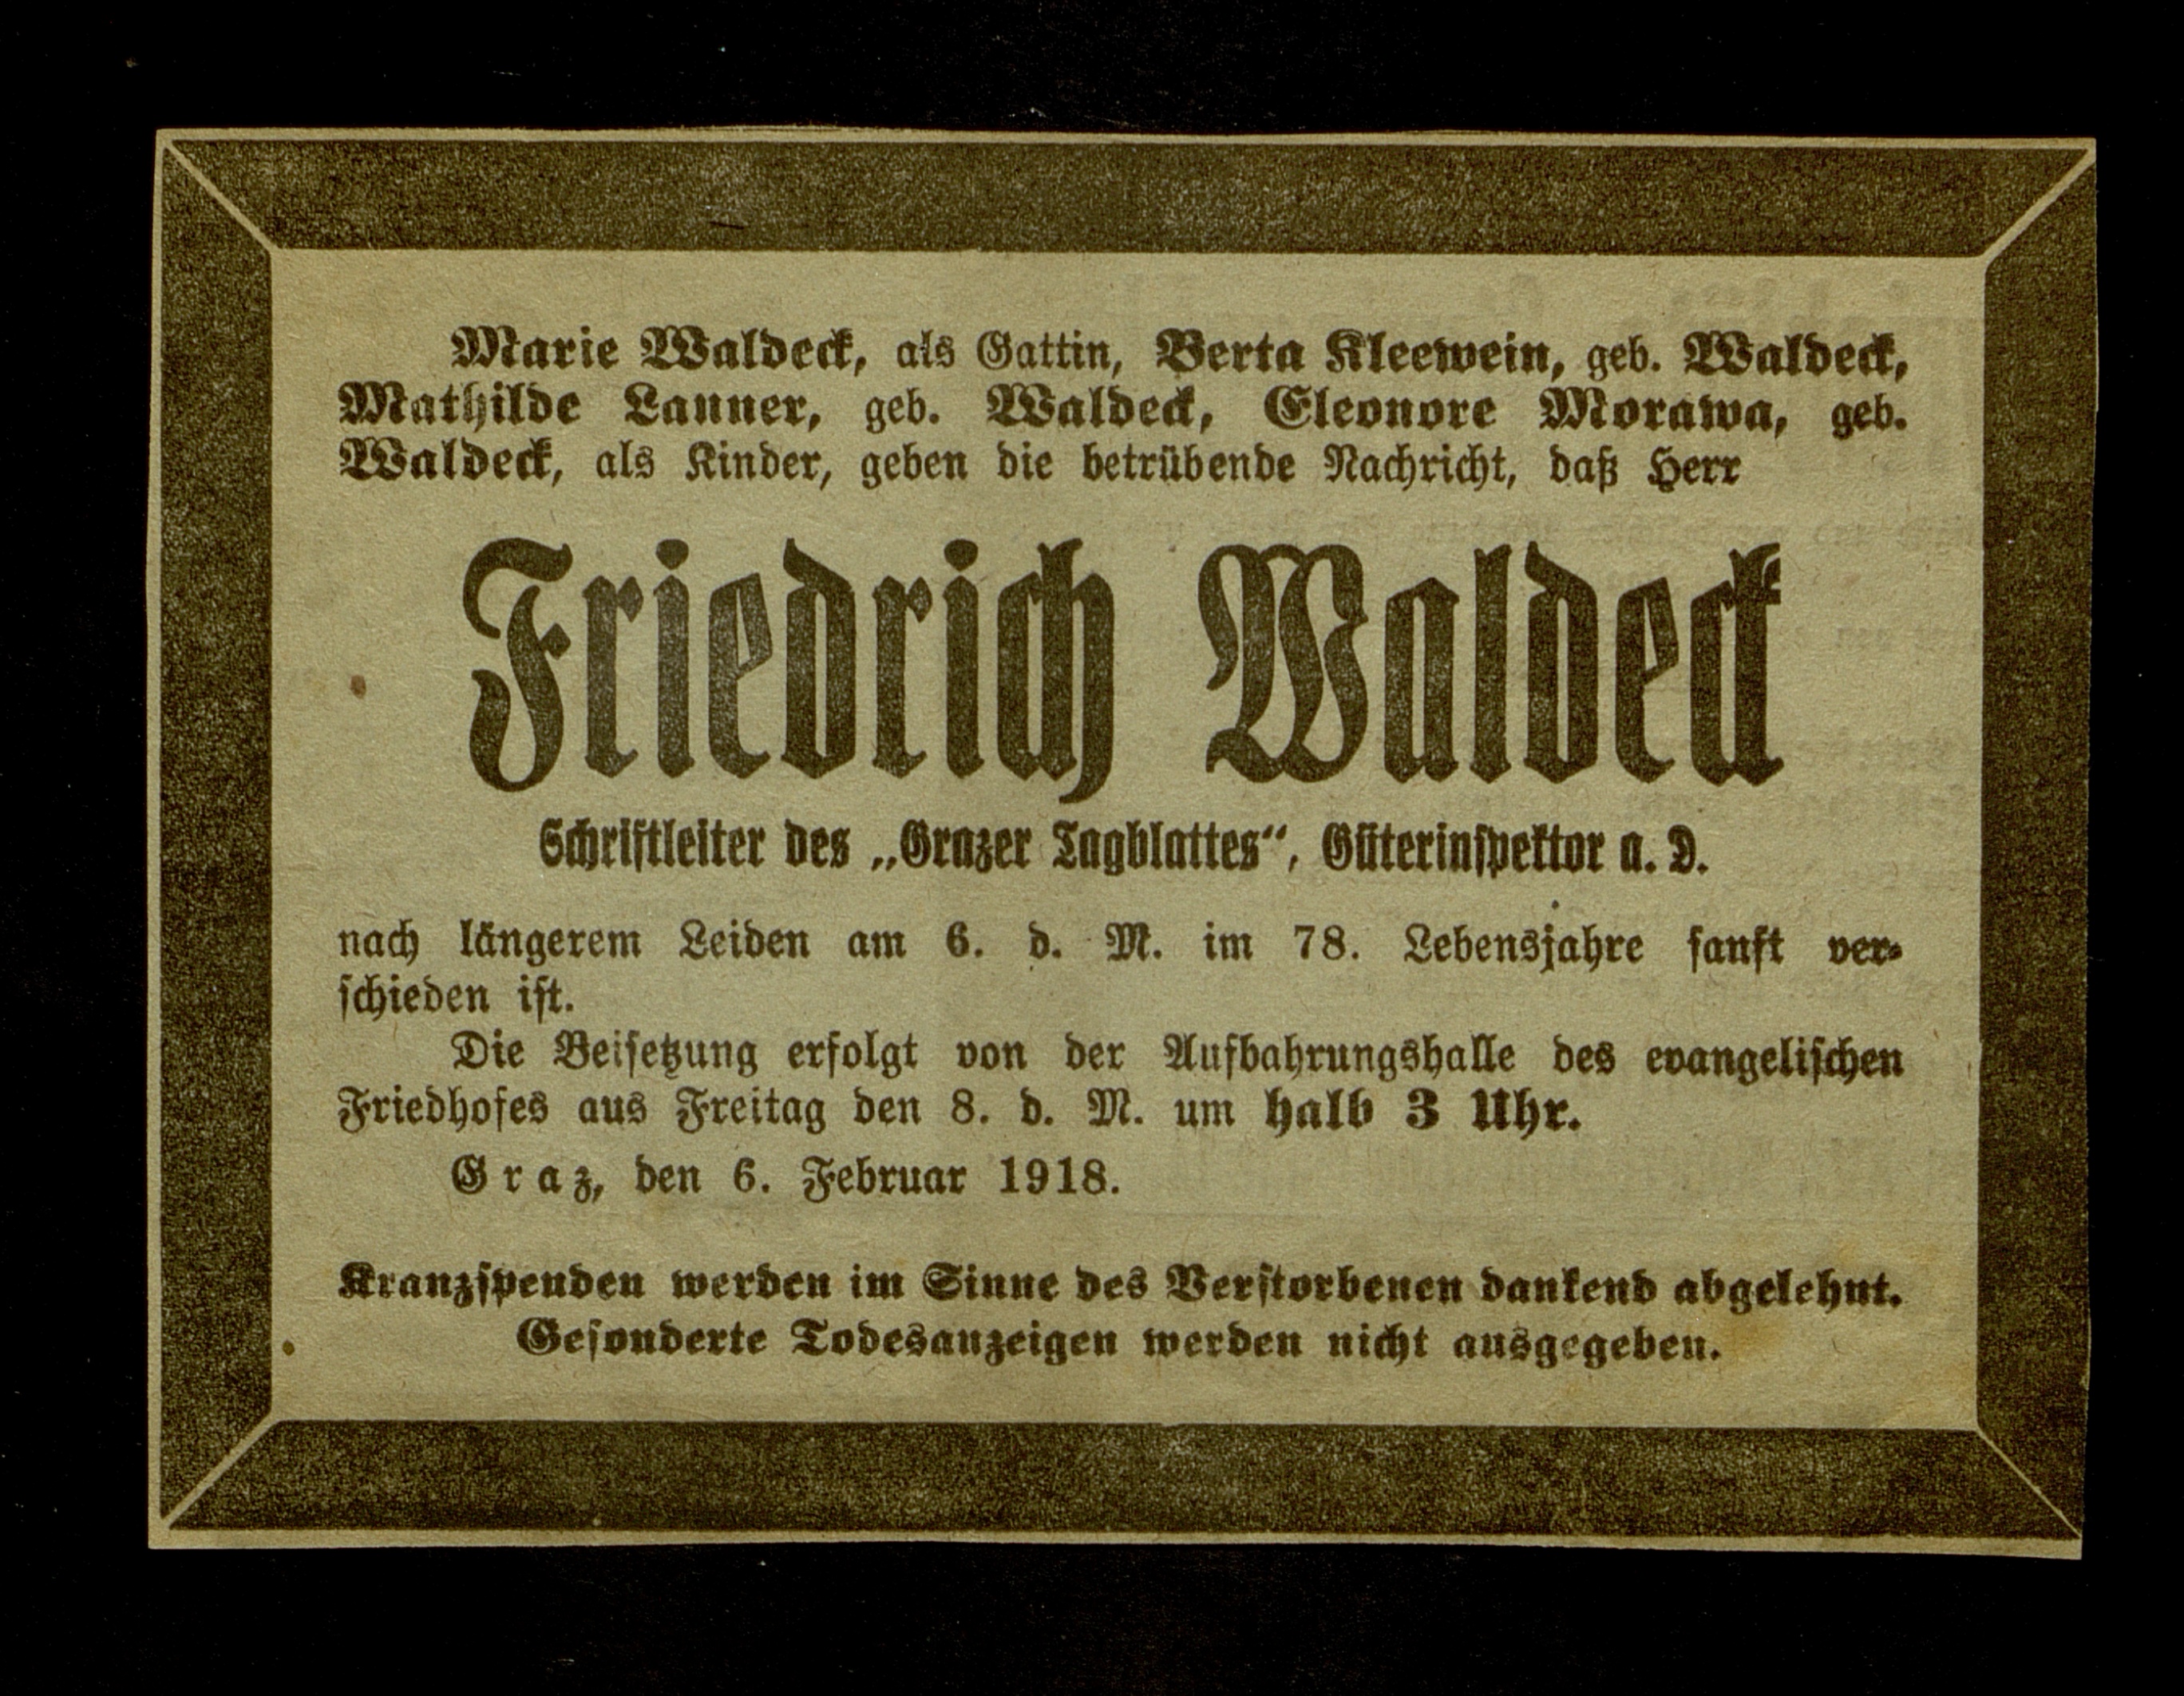 Marie Waldeck, als Gattin, Berta Kleewein, geb. Waldeck,
Mathilde Lanner, geb. Waldeck, Eleonore Morawa, geb.
Waldeck, als Kinder, geben die betrübende Nachricht, daß Herr
Friedrich Waldeck
Schriftleiter des „Grazer Tagblattes“, Güterinspektor a. D.
nach längerem Leiden am 6. d. M. im 78. Lebensjahre sanft ver-
schieden ist.
Die Beisetzung erfolgt von der Aufbahrungshalle des evangelischen
Friedhofes aus Freitag den 8. d. M. um halb 3 Uhr.
Graz, den 6. Februar 1918.
Kranzspenden werden im Sinne des Verstorbenen dankend abgelehnt.
Gesonderte Todesanzeigen werden nicht ausgegeben.